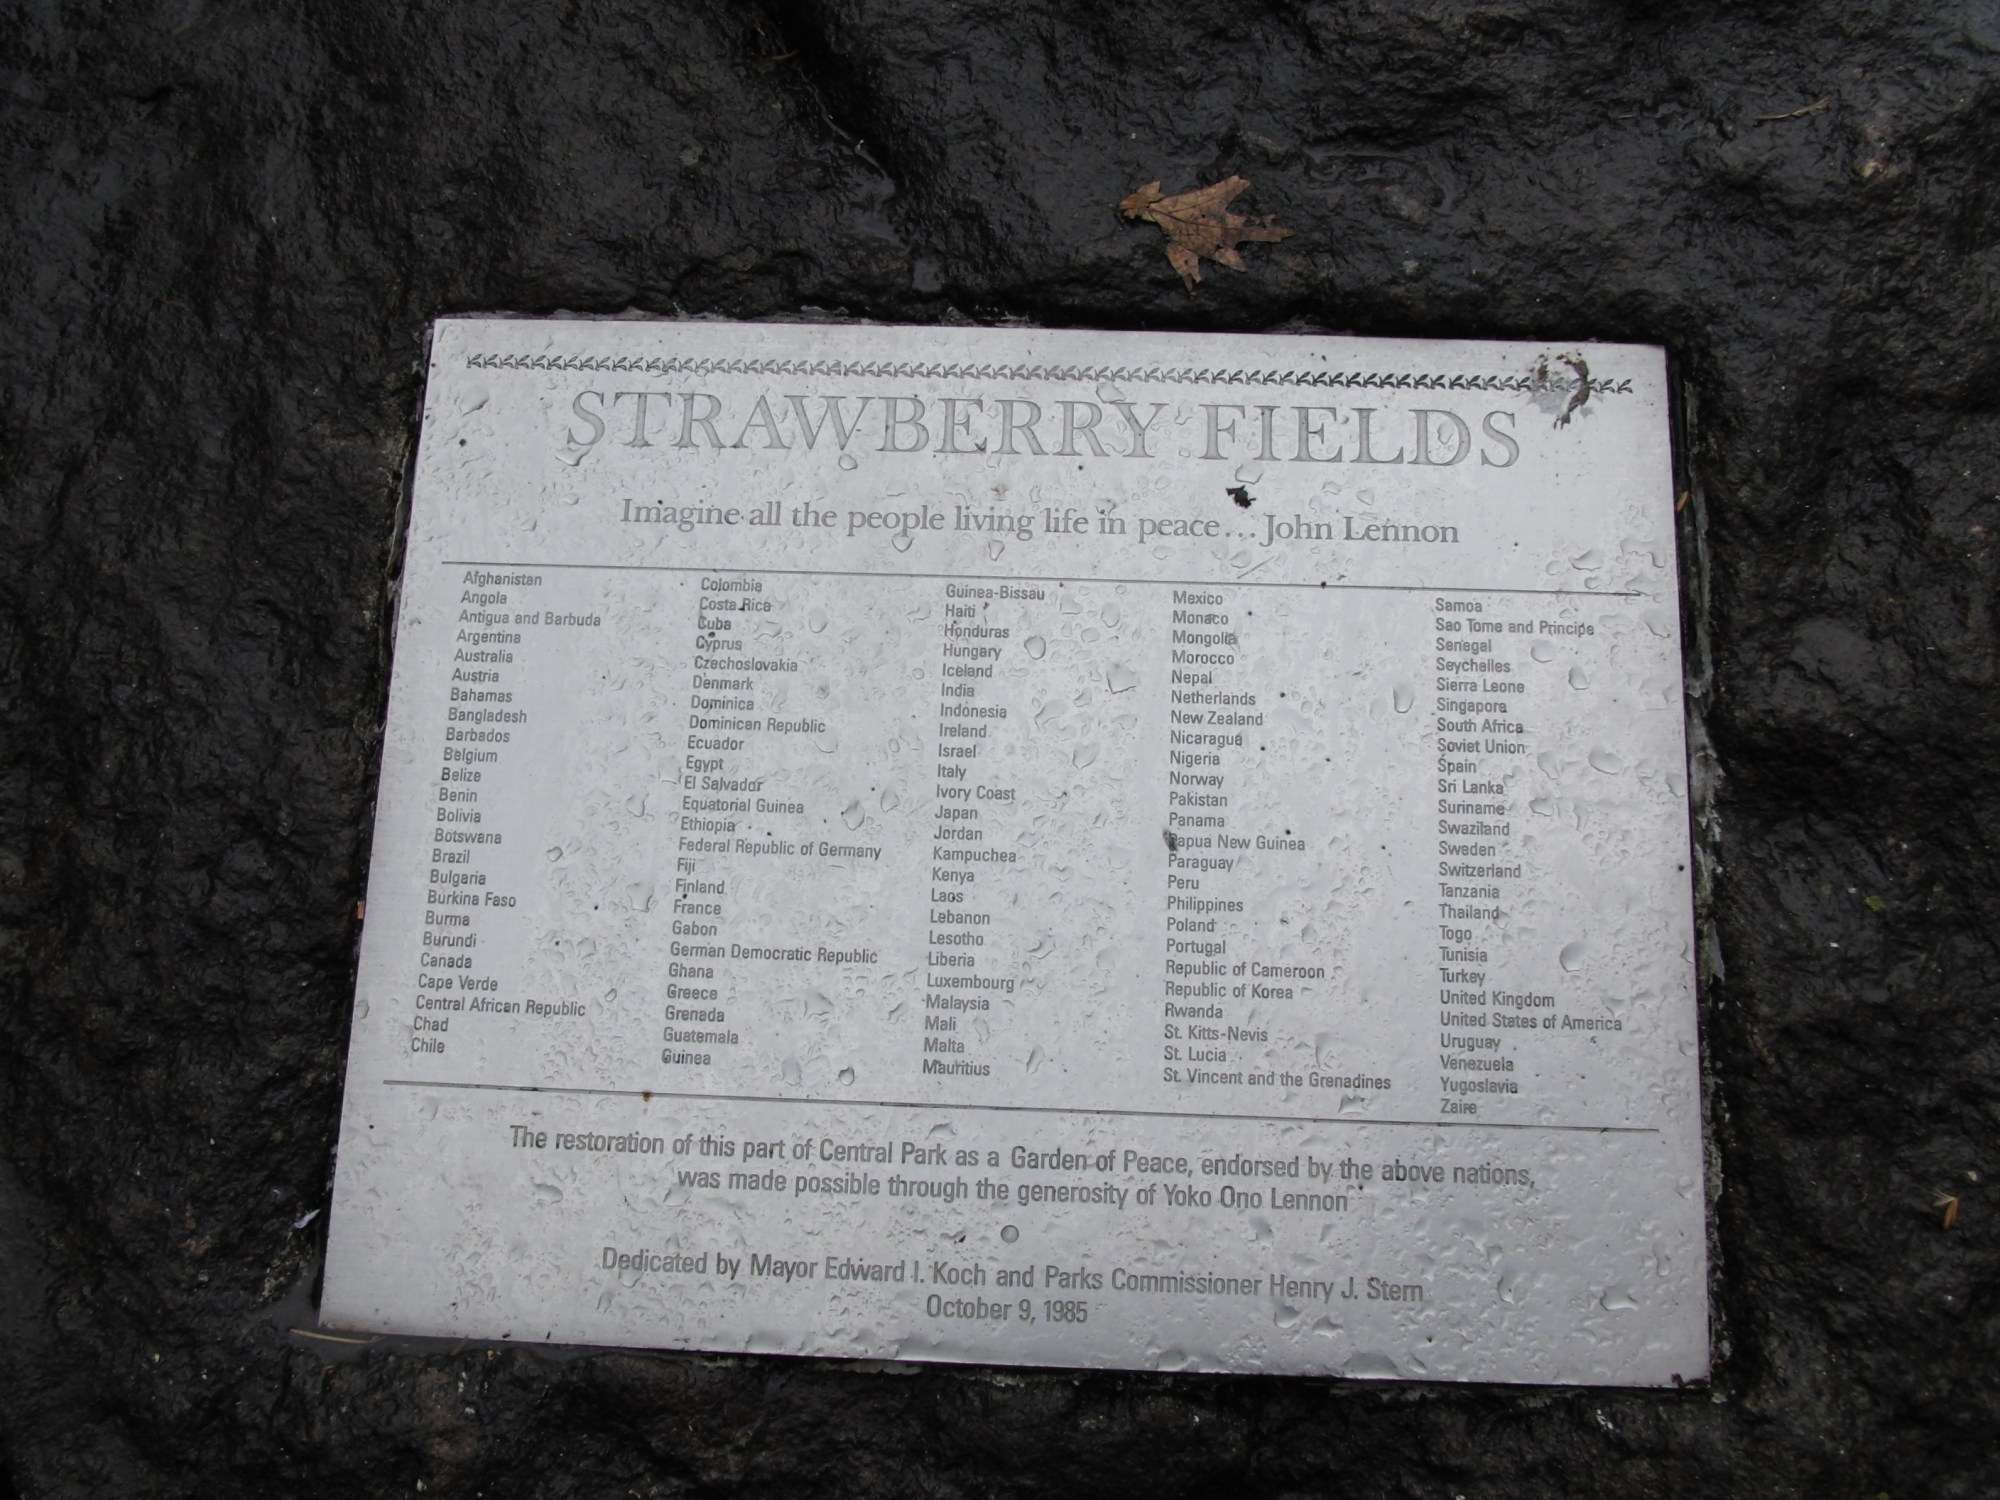 STRAWBERRY FIELDS
Imagine all the people living life in peace... John Lennon
Afghanistan
Angola
Antigua and Barbuda
Argentina
Australia
Austria
Bahamas
Bangladesh
Barbados
Belgium
Belize
Benin
Bolivia
Botswana
Brazil
Bulgaria
Burkina Faso
Burma
Burundi
Canada
Cape Verde
Central African Republic
Chad
Chile
Colombia
Costa Rica
Cuba
Cyprus
Czechoslovakia
Denmark
Dominica
Dominican Republic
Ecuador
Egypt
El Salvador
Equatorial Guinea
Ethiopia
Federal Republic of Germany
Fiji
Finland
France
Gabon
German Democratic Republic
Ghana
Greece
Grenada
Guatemala
Guinea
Guinea-Bissau
Haiti
Honduras
Hungary
Iceland
India
Indonesia
Ireland
Israel
Italy
Ivory Coast
Japan
Jordan
Kampuchea
Kenya
Laos
Lebanon
Lesotho
Liberia
Luxembourg
Malaysia
Mali
Malta
Mauritius
Mexico
Monaco
Mongolia
Morocco
Nepal
Netherlands
New Zealand
Nicaragua
Nigeria
Norway
Pakistan
Panama
Papua New Guinea
Paraguay
Peru
Philippines
Poland
Portugal
Republic of Cameroon
Republic of Korea
Rwanda
St. Kitts-Nevis
St. Lucia
St. Vincent and the Grenadines
Samoa
Sao Tome and Principe
Senegal
Seychelles
Sierra Leone
Singapore
South Africa
Soviet Union
Spain
Sri Lanka
Suriname
Swaziland
Sweden
Switzerland
Tanzania
Thailand
Togo
Tunisia
Turkey
United Kingdom
United States of America
Uruguay
Venezuela
Yugoslavia
Zaire
The restoration of this part of Central Park as a Garden of Peace, endorsed by the above nations,
was made possible through the generosity of Yoko Ono Lennon
Dedicated by Mayor Edward I. Koch and Parks Commissioner Henry J. Stern
October 9, 1985